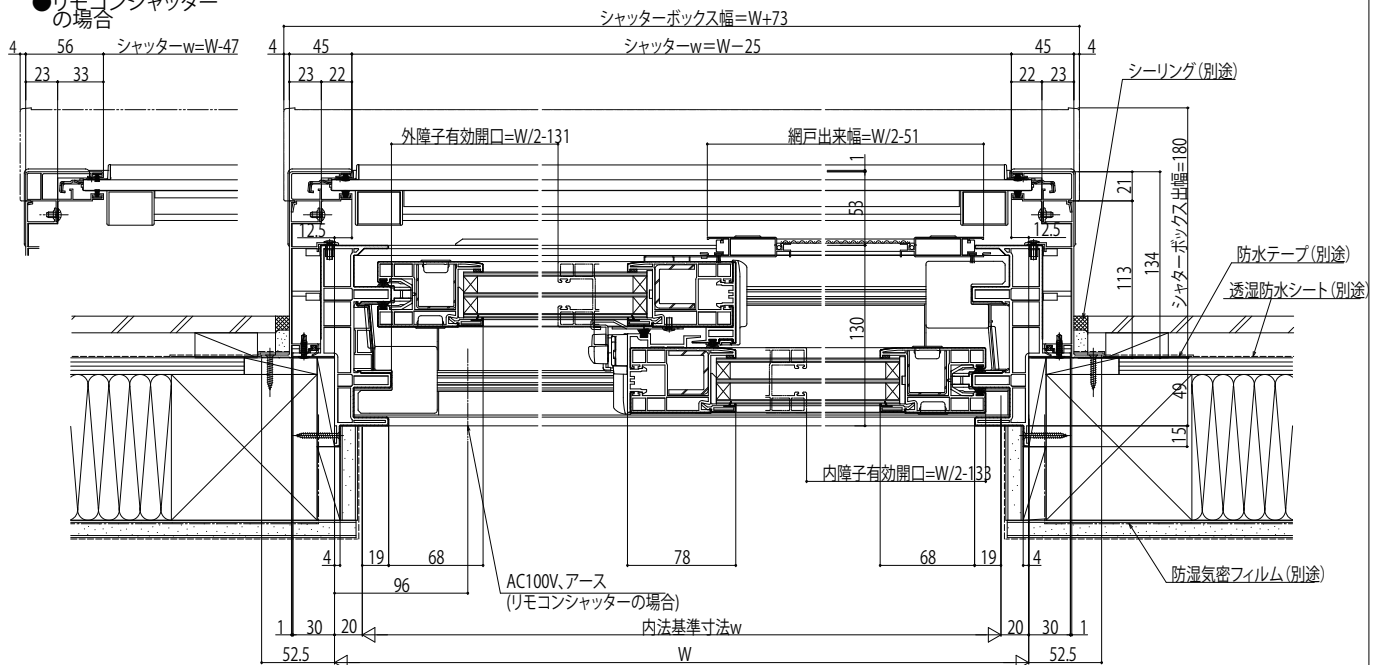 ●リモコンシャッター
の場合
シャッターボックス幅=W+73
4 56 シャッターw=W-47 4 45 シャッターw=W−25 45 4
23 33 23 22 22 23
シーリング(別途)
外障子有効開口=W/2-131 網戸出来幅=W/2-51
1
21
シャッターボックス出幅=180
53
12.5 12.5
134
113
防水テープ(別途)
透湿防水シート(別途)
130
49
15
内障子有効開口=W/2-133
4 19 68 78 68 19 4
96
AC100V、アース
(リモコンシャッターの場合)
防湿気密フィルム(別途)
1 30 20 内法基準寸法w 20 30 1
52.5 W 52.5